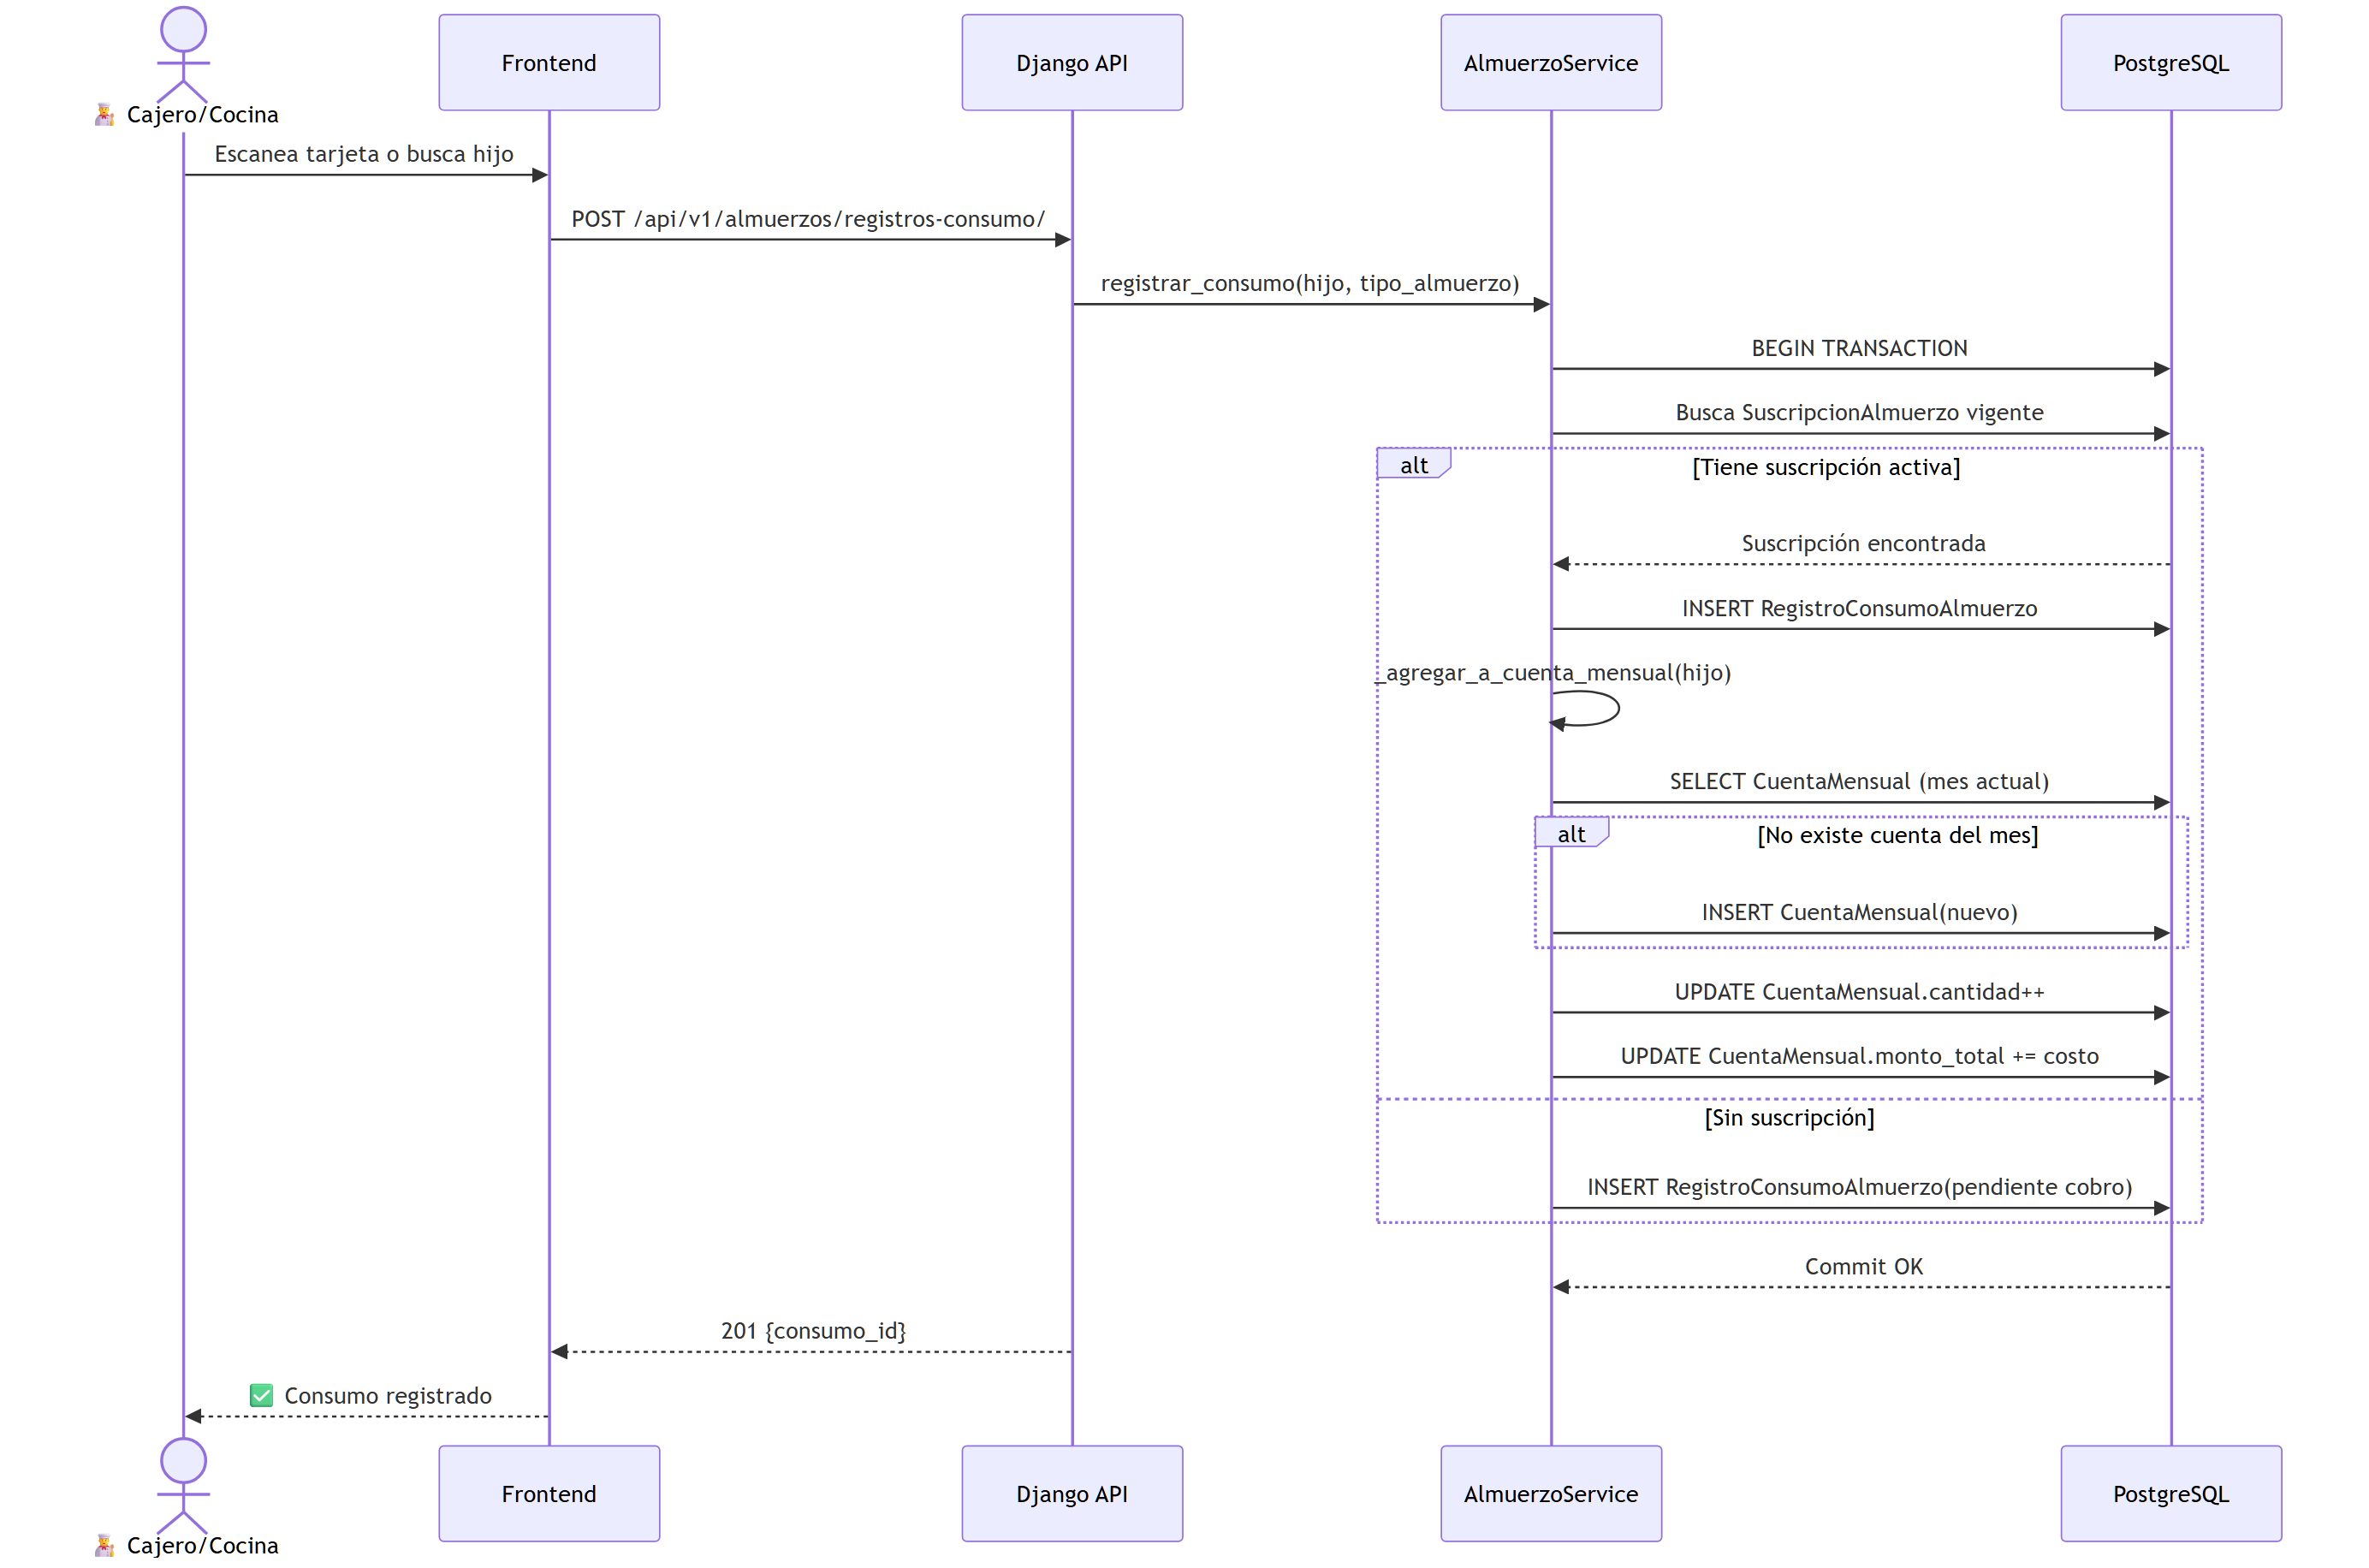 Frontend
Django API
AlmuerzoService
PostgreSQL
Cajero/Cocina
Escanea tarjeta o busca hijo
POST /api/v1/almuerzos/registros-consumo/
registrar_consumo(hijo, tipo_almuerzo)
BEGIN TRANSACTION
Busca SuscripcionAlmuerzo vigente
alt
[Tiene suscripción activa]
Suscripción encontrada
INSERT RegistroConsumoAlmuerzo
_agregar_a_cuenta_mensual(hijo)
SELECT CuentaMensual (mes actual)
alt
[No existe cuenta del mes]
INSERT CuentaMensual(nuevo)
UPDATE CuentaMensual.cantidad++
UPDATE CuentaMensual.monto_total += costo
[Sin suscripción]
INSERT RegistroConsumoAlmuerzo(pendiente cobro)
Commit OK
201 {consumo_id}
✅ Consumo registrado
Frontend
Django API
AlmuerzoService
PostgreSQL
Cajero/Cocina